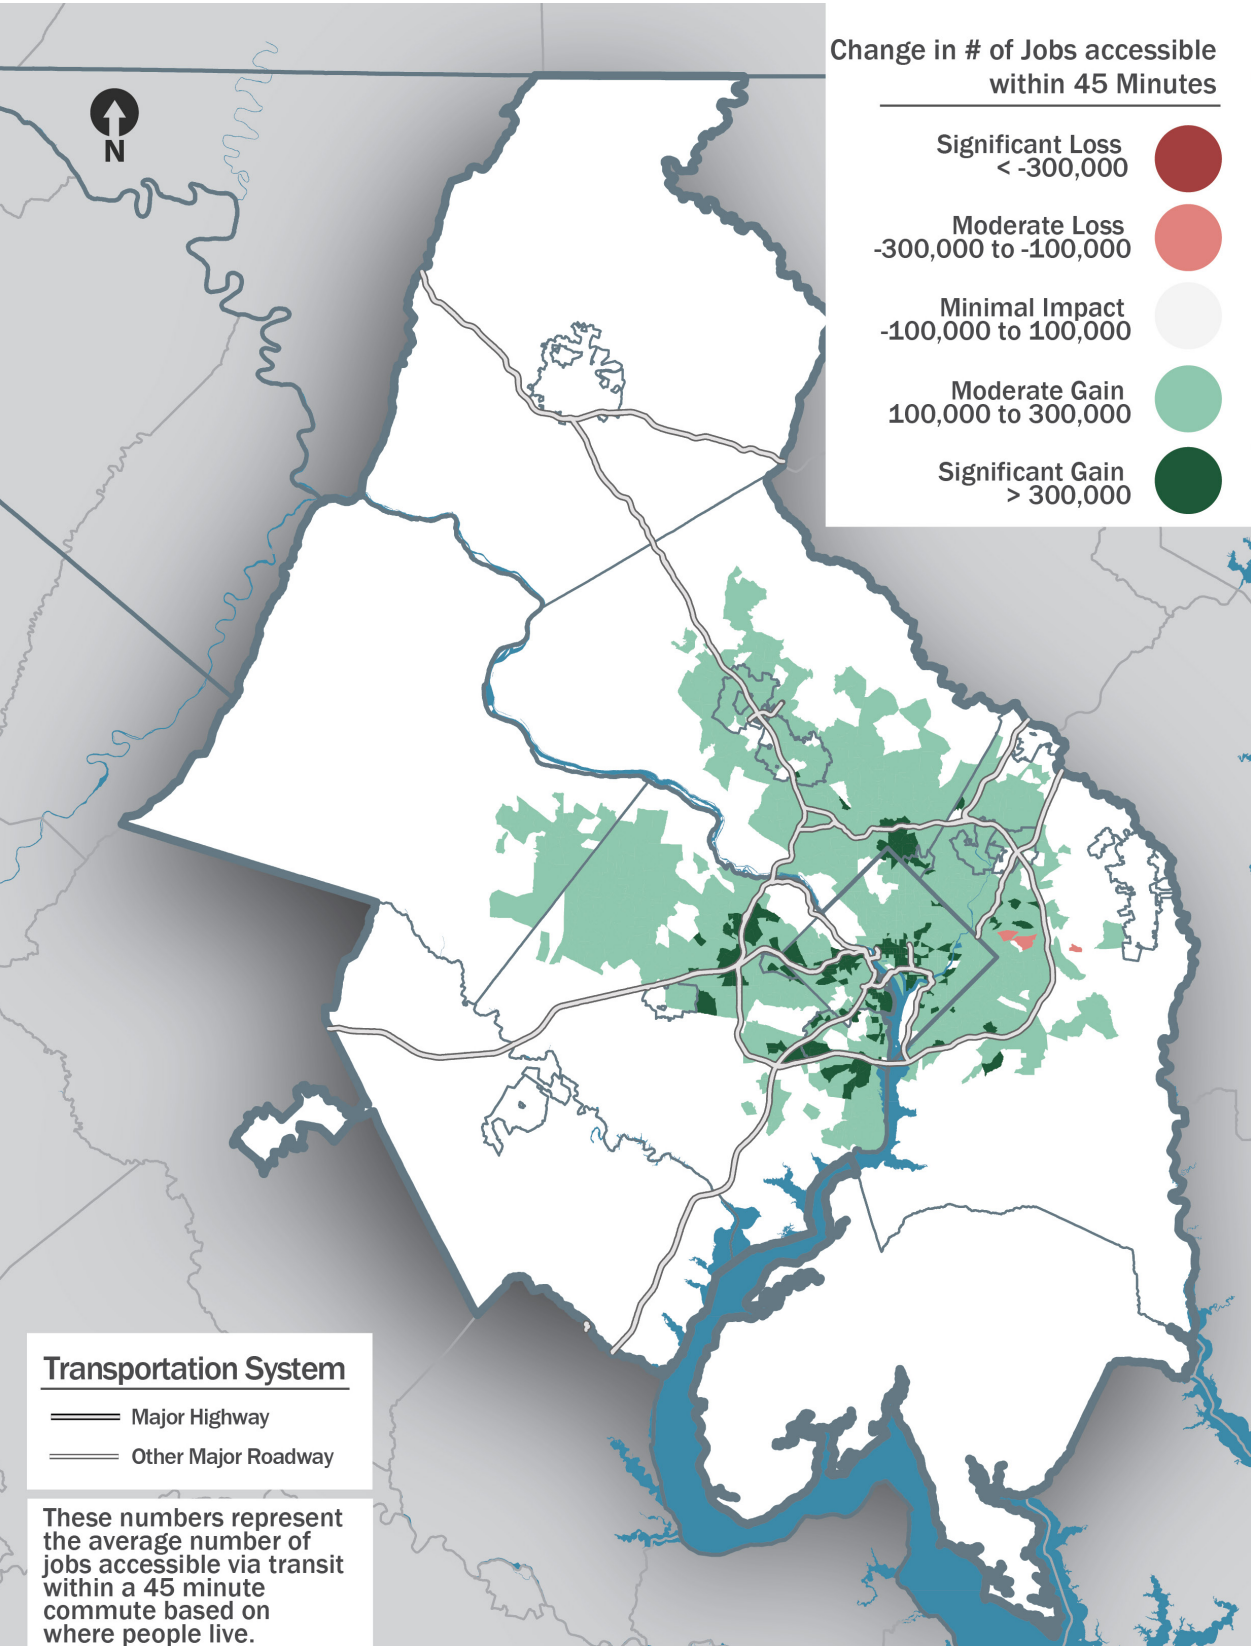 Change in # of Jobs accessible
within 45 Minutes
N
Significant Loss
< -300,000
Moderate Loss
-300,000 to -100,000
Minimal Impact
-100,000 to 100,000
Moderate Gain
100,000 to 300,000
Significant Gain
> 300,000
Transportation System
Major Highway
Other Major Roadway
These numbers represent
the average number of
jobs accessible via transit
within a 45 minute
commute based on
where people live.